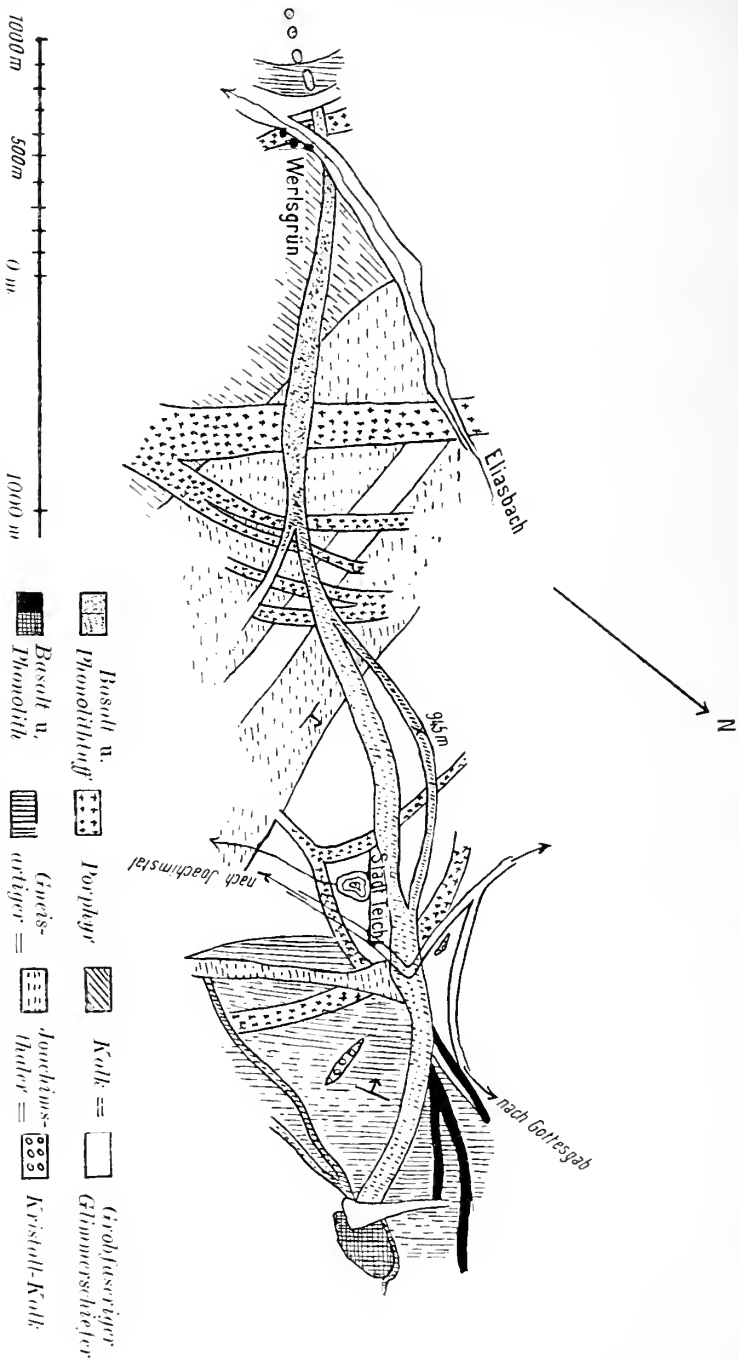 N
Eliasbach
Werlsgrün
945 m
Stadt Teich
nach Joachimstal
nach Gottesgab
1000 m
500 m
0 m.
1000 m
Basalt u.
Phonolithtuff
Porphyr
Kalk =
Grobfaseriger
Glimmerschiefer
Basalt u.
Phonolith
Gneis-
artiger =
Joachims-
thaler =
Kristall-Kalk